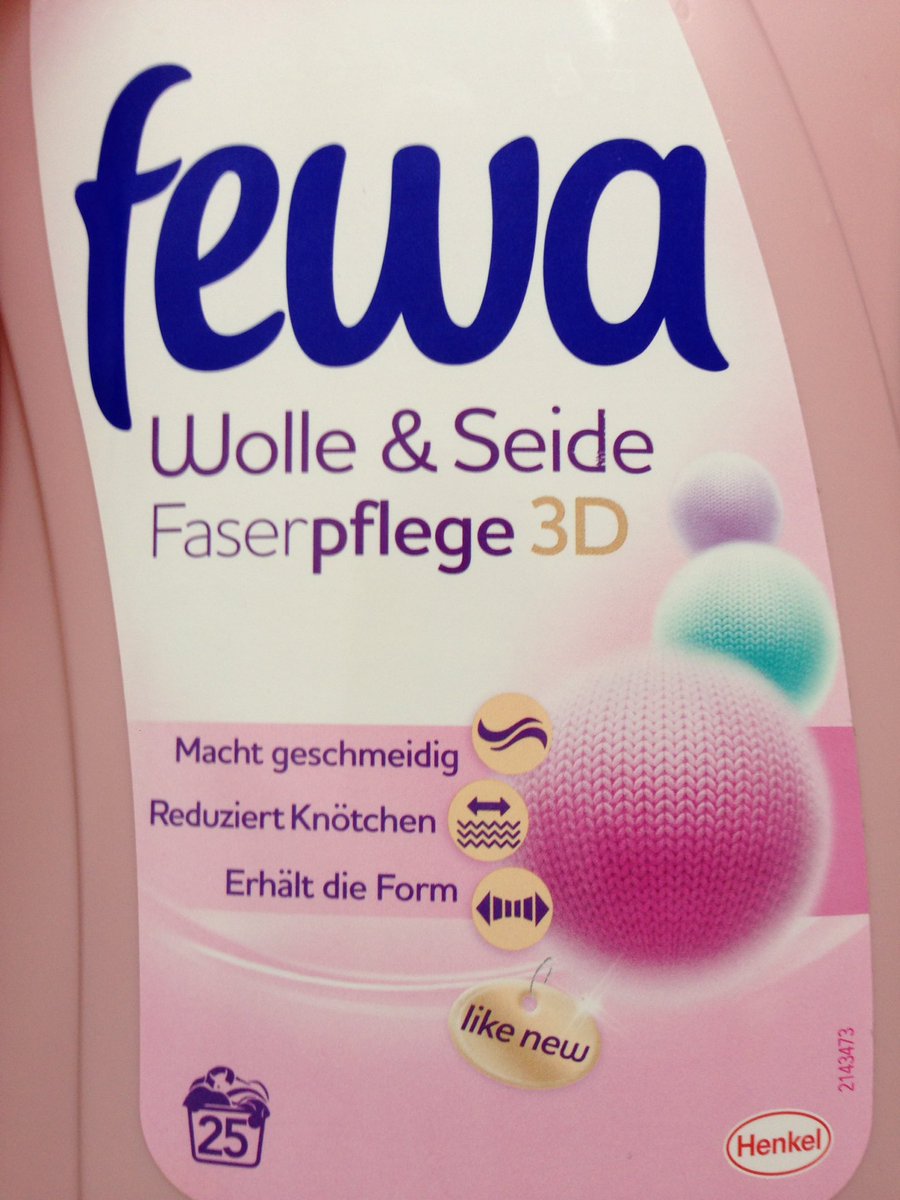 fewa
Wolle & Seide
Faserpflege 3D
Macht geschmeidig
Reduziert Knötchen
Erhält die Form
like new
25
Henkel
2143473